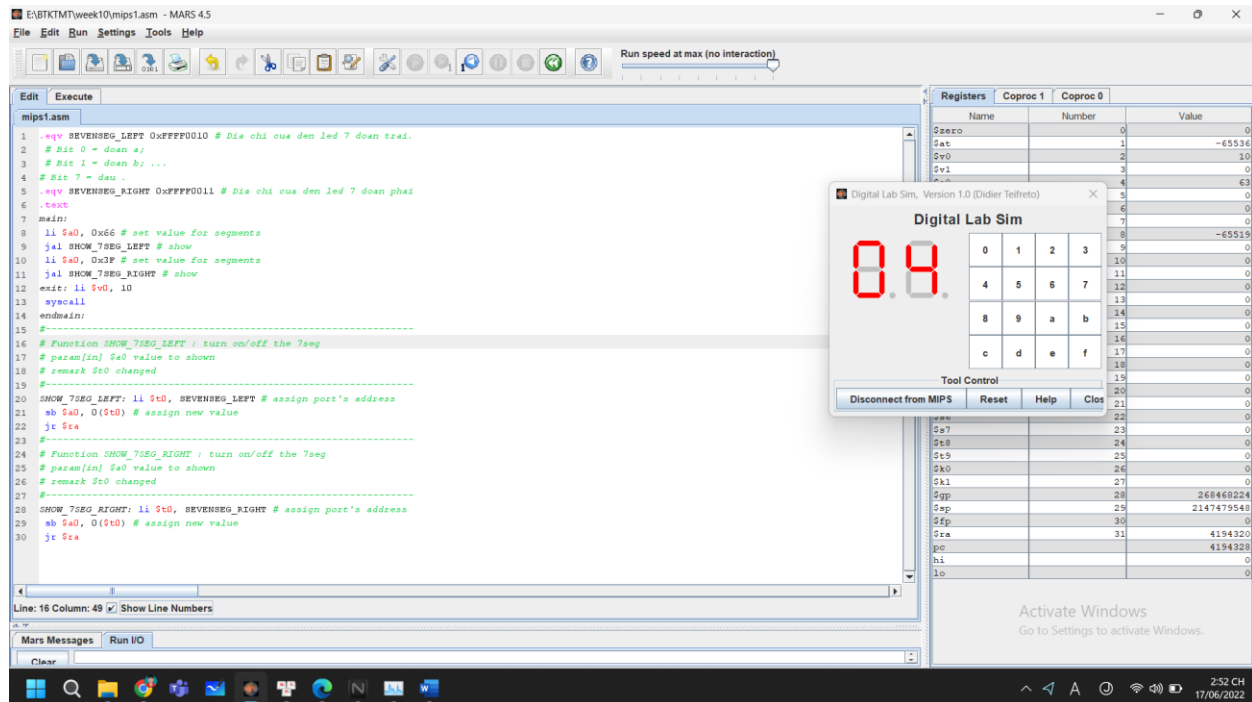 E:\BTKTMT\week10\mips1.asm - MARS 4.5
File Edit Run Settings Tools Help
Run speed at max (no interaction)
Edit Execute
mips1.asm
1 .eqv SEVENSEG_LEFT 0xFFFF0010 # Dia chi cua den led 7 doan trai.
2 # Bit 0 = doan a;
3 # Bit 1 = doan b; ...
4 # Bit 7 = dau .
5 .eqv SEVENSEG_RIGHT 0xFFFF0011 # Dia chi cua den led 7 doan phai
6 .text
7 main:
8 li $a0, 0x66 # set value for segments
9 jal SHOW_7SEG_LEFT # show
10 li $a0, 0x3F # set value for segments
11 jal SHOW_7SEG_RIGHT # show
12 exit: li $v0, 10
13 syscall
14 endmain:
15 #---------------------------------------------------------------
16 # Function SHOW_7SEG_LEFT : turn on/off the 7seg
17 # param[in] $a0 value to shown
18 # remark $t0 changed
19 #---------------------------------------------------------------
20 SHOW_7SEG_LEFT: li $t0, SEVENSEG_LEFT # assign port's address
21 sb $a0, 0($t0) # assign new value
22 jr $ra
23 #---------------------------------------------------------------
24 # Function SHOW_7SEG_RIGHT : turn on/off the 7seg
25 # param[in] $a0 value to shown
26 # remark $t0 changed
27 #---------------------------------------------------------------
28 SHOW_7SEG_RIGHT: li $t0, SEVENSEG_RIGHT # assign port's address
29 sb $a0, 0($t0) # assign new value
30 jr $ra
Line: 16 Column: 49 Show Line Numbers
Mars Messages Run I/O
Clear
Digital Lab Sim, Version 1.0 (Didier Teifreto)
Digital Lab Sim
04
0 1 2 3
4 5 6 7
8 9 a b
c d e f
Tool Control
Disconnect from MIPS Reset Help Clos
Registers Coproc 1 Coproc 0
Name Number Value
$zero 0 0
$at 1 -65536
$v0 2 10
$v1 3 0
4 63
5 0
6 0
7 0
8 -65519
9 0
10 0
11 0
12 0
13 0
14 0
15 0
16 0
17 0
18 0
19 0
20 0
21 0
22 0
$s7 23 0
$t8 24 0
$t9 25 0
$k0 26 0
$k1 27 0
$gp 28 268468224
$sp 29 2147479548
$fp 30 0
$ra 31 4194320
pc 4194328
hi 0
lo 0
Activate Windows
Go to Settings to activate Windows.
2:52 CH
17/06/2022